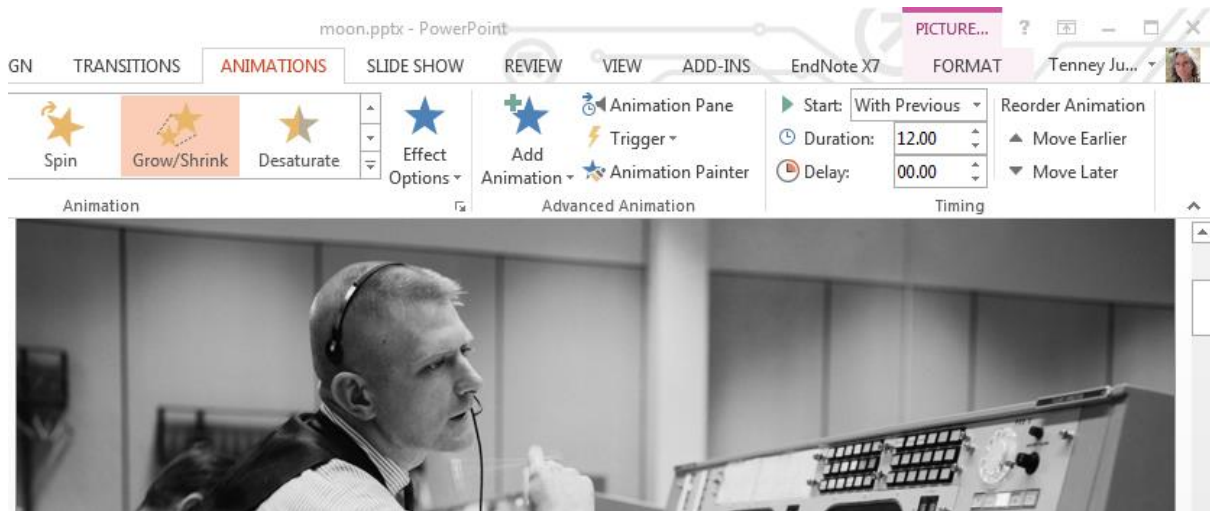 moon.pptx - PowerPoint
PICTURE... ?
GN TRANSITIONS ANIMATIONS SLIDE SHOW REVIEW VIEW ADD-INS EndNote X7 FORMAT Tenney Ju...
Spin Grow/Shrink Desaturate
Effect Options
Add Animation
Animation Pane
Trigger
Animation Painter
Start: With Previous
Duration: 12.00
Delay: 00.00
Reorder Animation
Move Earlier
Move Later
Animation Advanced Animation Timing